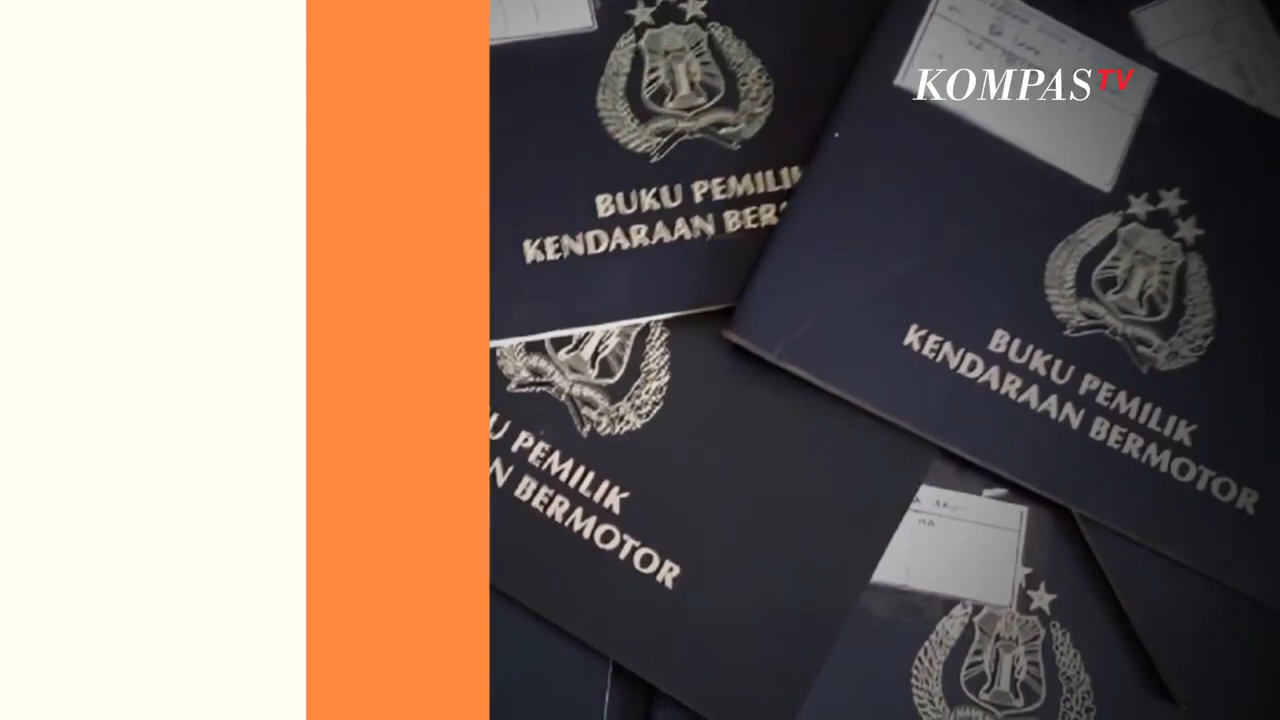 KOMPASTV
BUKU PEMILIK
KENDARAAN BER
BUKU PEMILIK
KENDARAAN BERMOTOR
U PEMILIK
N BERMOTOR